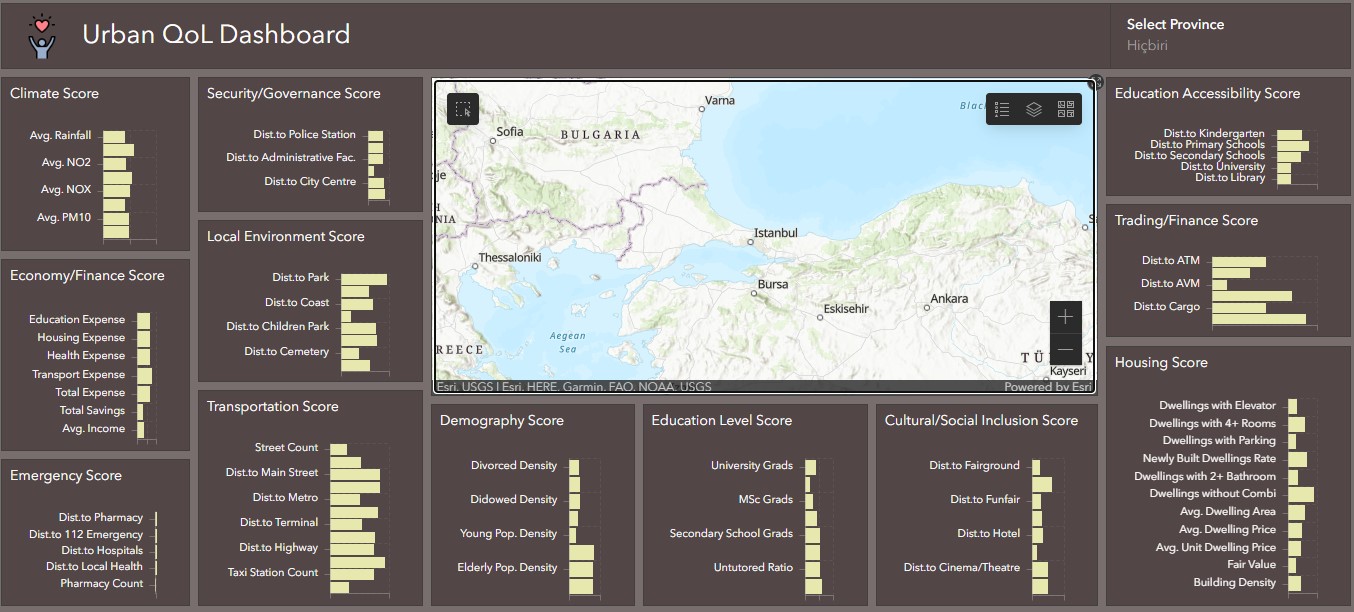 Urban QoL Dashboard
Select Province
Hiçbiri
Climate Score
Avg. Rainfall
Avg. NO2
Avg. NOX
Avg. PM10
Economy/Finance Score
Education Expense
Housing Expense
Health Expense
Transport Expense
Total Expense
Total Savings
Avg. Income
Emergency Score
Dist.to Pharmacy
Dist.to 112 Emergency
Dist.to Hospitals
Dist.to Local Health
Pharmacy Count
Security/Governance Score
Dist.to Police Station
Dist.to Administrative Fac.
Dist.to City Centre
Local Environment Score
Dist.to Park
Dist.to Coast
Dist.to Children Park
Dist.to Cemetery
Transportation Score
Street Count
Dist.to Main Street
Dist.to Metro
Dist.to Terminal
Dist.to Highway
Taxi Station Count
Varna
Blac
Sofia
BULGARIA
je
H
NIA
Istanbul
Thessaloniki
Bursa
Eskisehir
Ankara
Aegean
Sea
REECE
TÜ
Y
Kayseri
Esri, USGS | Esri, HERE, Garmin, FAO, NOAA, USGS
Powered by Esri
Demography Score
Divorced Density
Didowed Density
Young Pop. Density
Elderly Pop. Density
Education Level Score
University Grads
MSc Grads
Secondary School Grads
Untutored Ratio
Cultural/Social Inclusion Score
Dist.to Fairground
Dist.to Funfair
Dist.to Hotel
Dist.to Cinema/Theatre
Education Accessibility Score
Dist.to Kindergarten
Dist.to Primary Schools
Dist.to Secondary Schools
Dist.to University
Dist.to Library
Trading/Finance Score
Dist.to ATM
Dist.to AVM
Dist.to Cargo
Housing Score
Dwellings with Elevator
Dwellings with 4+ Rooms
Dwellings with Parking
Newly Built Dwellings Rate
Dwellings with 2+ Bathroom
Dwellings without Combi
Avg. Dwelling Area
Avg. Dwelling Price
Avg. Unit Dwelling Price
Fair Value
Building Density